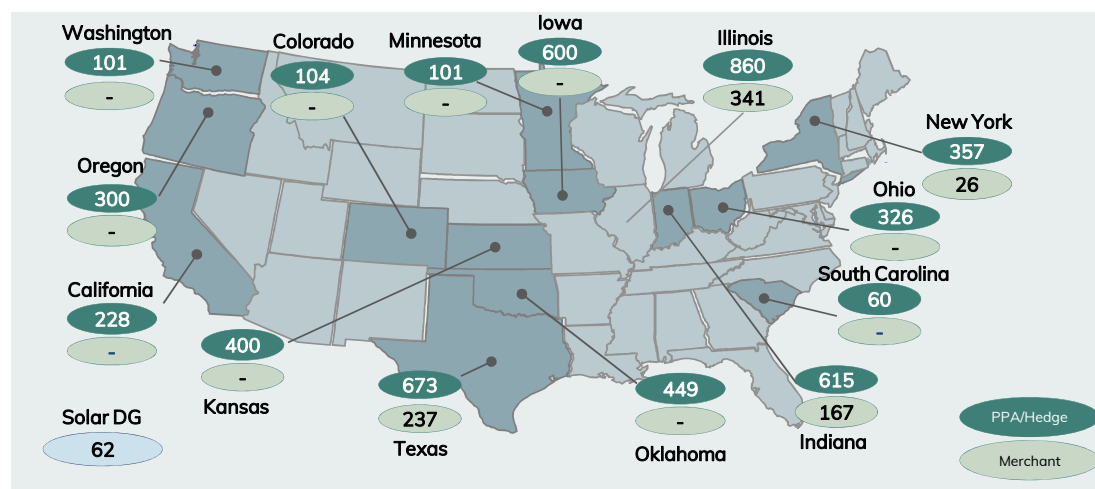 Washington
101
-
Colorado
104
-
Minnesota
101
-
Iowa
600
-
Illinois
860
341
New York
357
26
Oregon
300
-
Ohio
326
-
California
228
-
South Carolina
60
-
400
-
Kansas
673
237
Texas
449
-
Oklahoma
615
167
Indiana
Solar DG
62
PPA/Hedge
Merchant